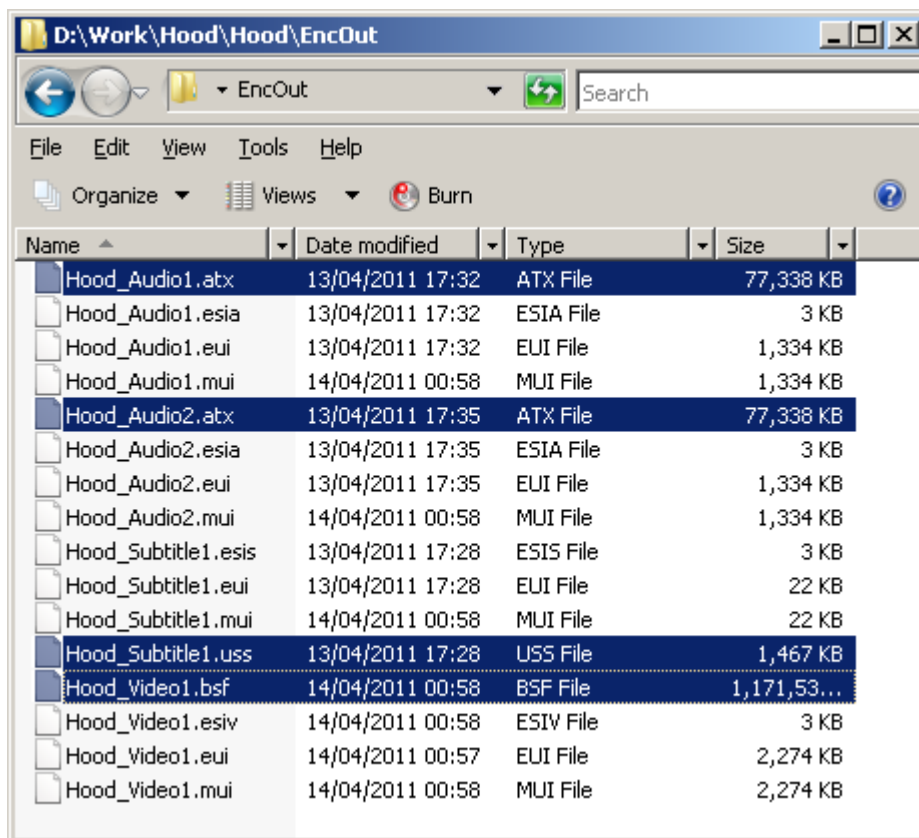 D:\Work\Hood\Hood\EncOut
EncOut Search
File Edit View Tools Help
Organize Views Burn
Name Date modified Type Size
Hood_Audio1.atx 13/04/2011 17:32 ATX File 77,338 KB
Hood_Audio1.esia 13/04/2011 17:32 ESIA File 3 KB
Hood_Audio1.eui 13/04/2011 17:32 EUI File 1,334 KB
Hood_Audio1.mui 14/04/2011 00:58 MUI File 1,334 KB
Hood_Audio2.atx 13/04/2011 17:35 ATX File 77,338 KB
Hood_Audio2.esia 13/04/2011 17:35 ESIA File 3 KB
Hood_Audio2.eui 13/04/2011 17:35 EUI File 1,334 KB
Hood_Audio2.mui 14/04/2011 00:58 MUI File 1,334 KB
Hood_Subtitle1.esis 13/04/2011 17:28 ESIS File 3 KB
Hood_Subtitle1.eui 13/04/2011 17:28 EUI File 22 KB
Hood_Subtitle1.mui 14/04/2011 00:58 MUI File 22 KB
Hood_Subtitle1.uss 13/04/2011 17:28 USS File 1,467 KB
Hood_Video1.bsf 14/04/2011 00:58 BSF File 1,171,53...
Hood_Video1.esiv 14/04/2011 00:58 ESIV File 3 KB
Hood_Video1.eui 14/04/2011 00:57 EUI File 2,274 KB
Hood_Video1.mui 14/04/2011 00:58 MUI File 2,274 KB